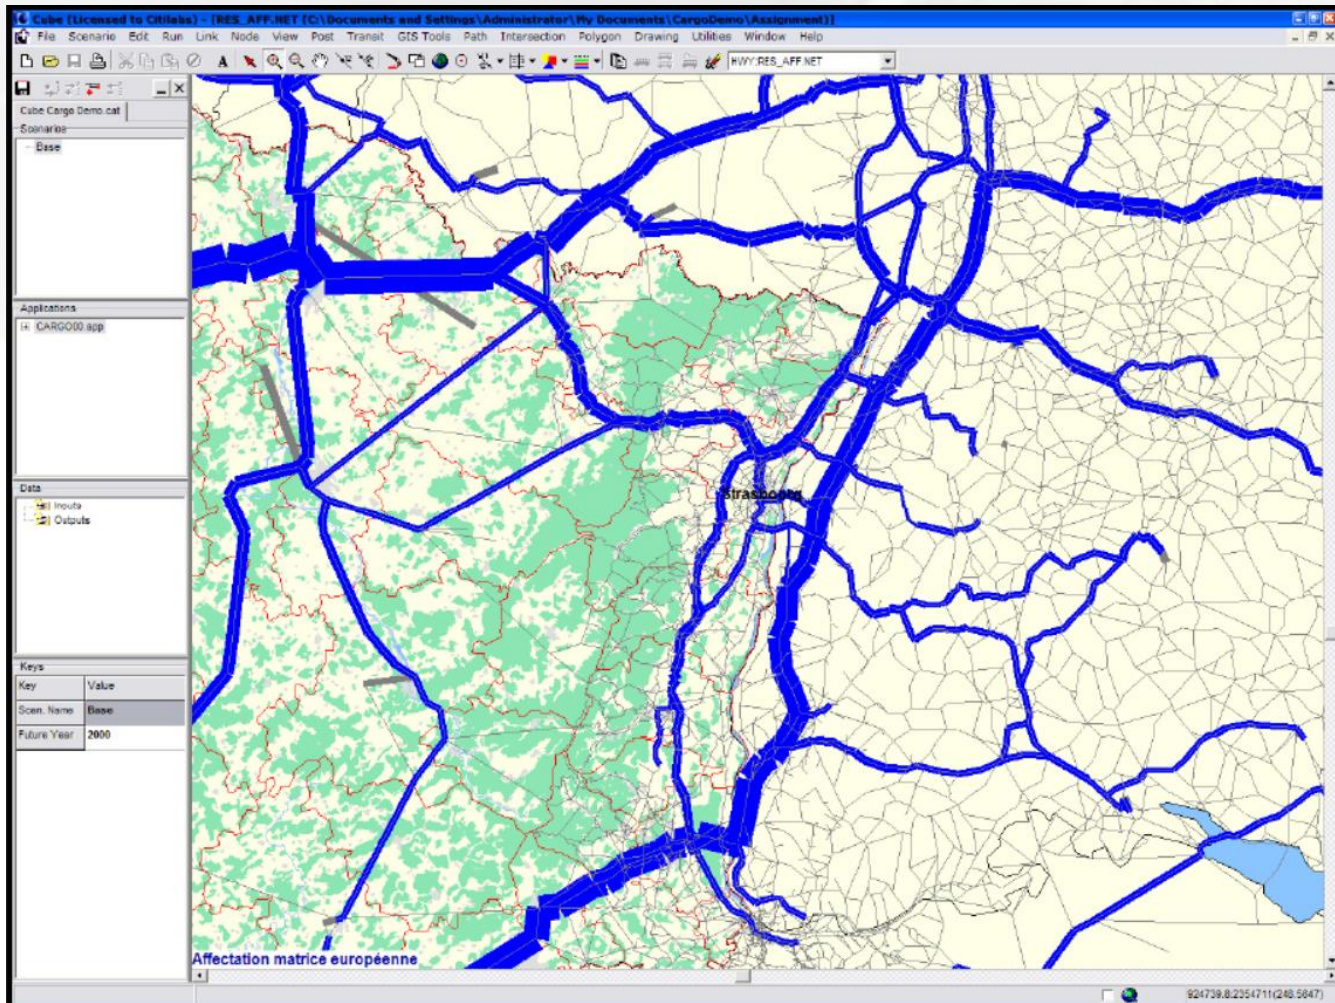 Cube (Licensed to Citilabs) - [RES_AFF.NET (C:\Documents and Settings\Administrator\My Documents\CargoDemo\Assignment)]
File Scenario Edit Run Link Node View Post Transit GIS Tools Path Intersection Polygon Drawing Utilities Window Help
A
HWY:RES_AFF.NET
Cube Cargo Demo.cat
Scenarios
Base
Applications
CARGO00.app
Data
Inputs
Outputs
Keys
Key Value
Scen. Name Base
Future Year 2000
Strasbourg
Affectation matrice européenne
924739.8:2354711(248.5647)